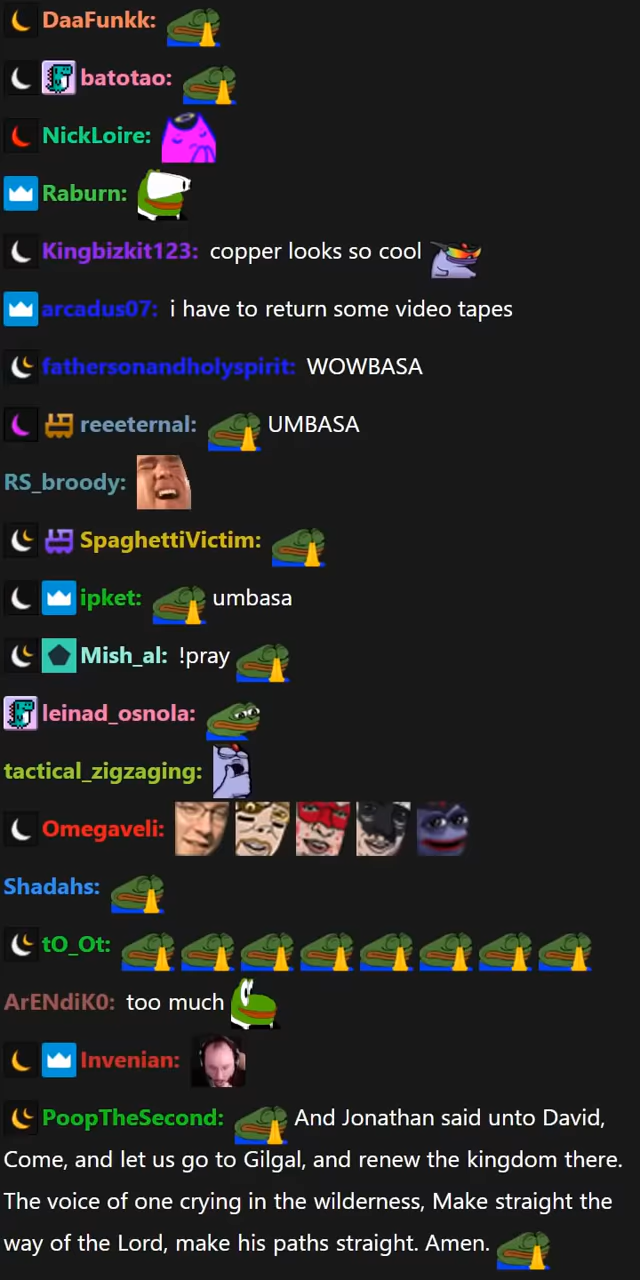 DaaFunkk:
batotao:
NickLoire:
Raburn:
Kingbizkit123: copper looks so cool
arcadus07: i have to return some video tapes
fathersonandholyspirit: WOWBASA
reeeternal: UMBASA
RS_broody:
SpaghettiVictim:
ipket: umbasa
Mish_al: !pray
leinad_osnola:
tactical_zigzaging:
Omegaveli:
Shadahs:
tO_Ot:
ArENdiK0: too much
Invenian:
PoopTheSecond: And Jonathan said unto David,
Come, and let us go to Gilgal, and renew the kingdom there.
The voice of one crying in the wilderness, Make straight the
way of the Lord, make his paths straight. Amen.